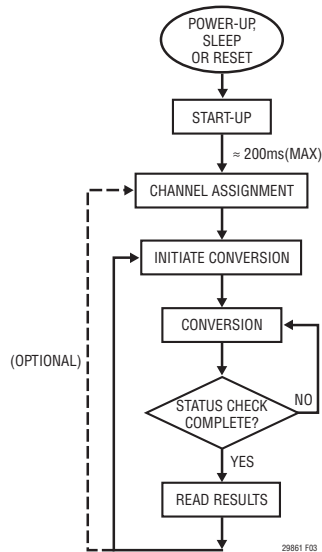 POWER-UP,
SLEEP
OR RESET
START-UP
≈ 200ms(MAX)
CHANNEL ASSIGNMENT
INITIATE CONVERSION
CONVERSION
(OPTIONAL)
STATUS CHECK
COMPLETE?
NO
YES
READ RESULTS
29861 F03